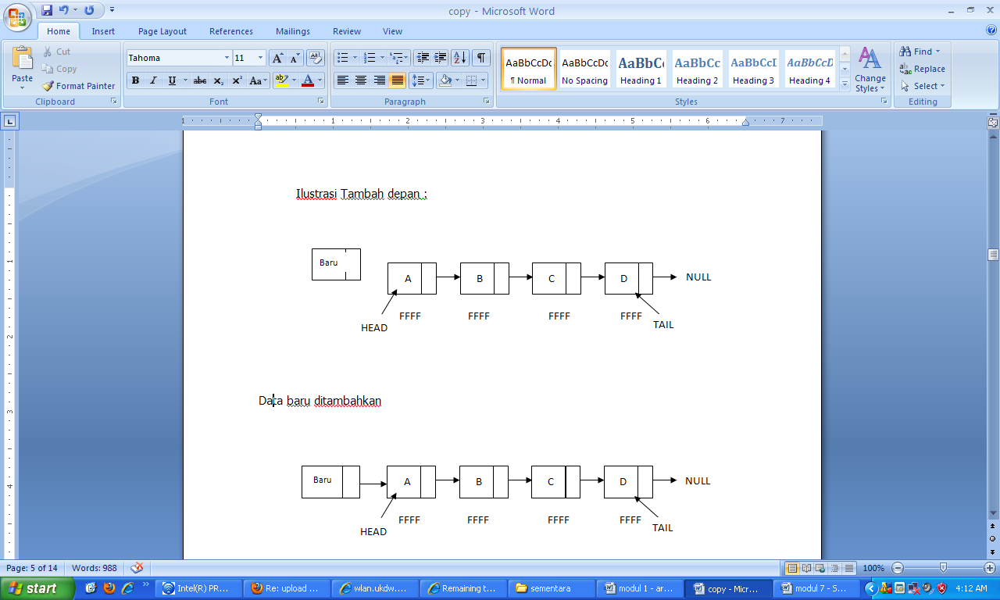 copy - Microsoft Word
Home Insert Page Layout References Mailings Review View
Paste
Cut
Copy
Format Painter
Clipboard
Tahoma 11
Font
Paragraph
AaBbCcDc AaBbCcDc AaBbC AaBbCc AaBbCcI AaBbCcD
¶ Normal No Spacing Heading 1 Heading 2 Heading 3 Heading 4
Change Styles
Styles
Find
Replace
Select
Editing
1 1 2 3 4 5 6 7
1
2
3
4
Ilustrasi Tambah depan :
Baru A B C D NULL
HEAD FFFF FFFF FFFF FFFF TAIL
Data baru ditambahkan
Baru A B C D NULL
HEAD FFFF FFFF FFFF FFFF TAIL
Page: 5 of 14 Words: 988 100%
start Intel(R) PR... Re: upload ... wlan.ukdw.... Remaining t... sementara modul 1 - ar... copy - Micr... modul 7 - S... 4:12 AM